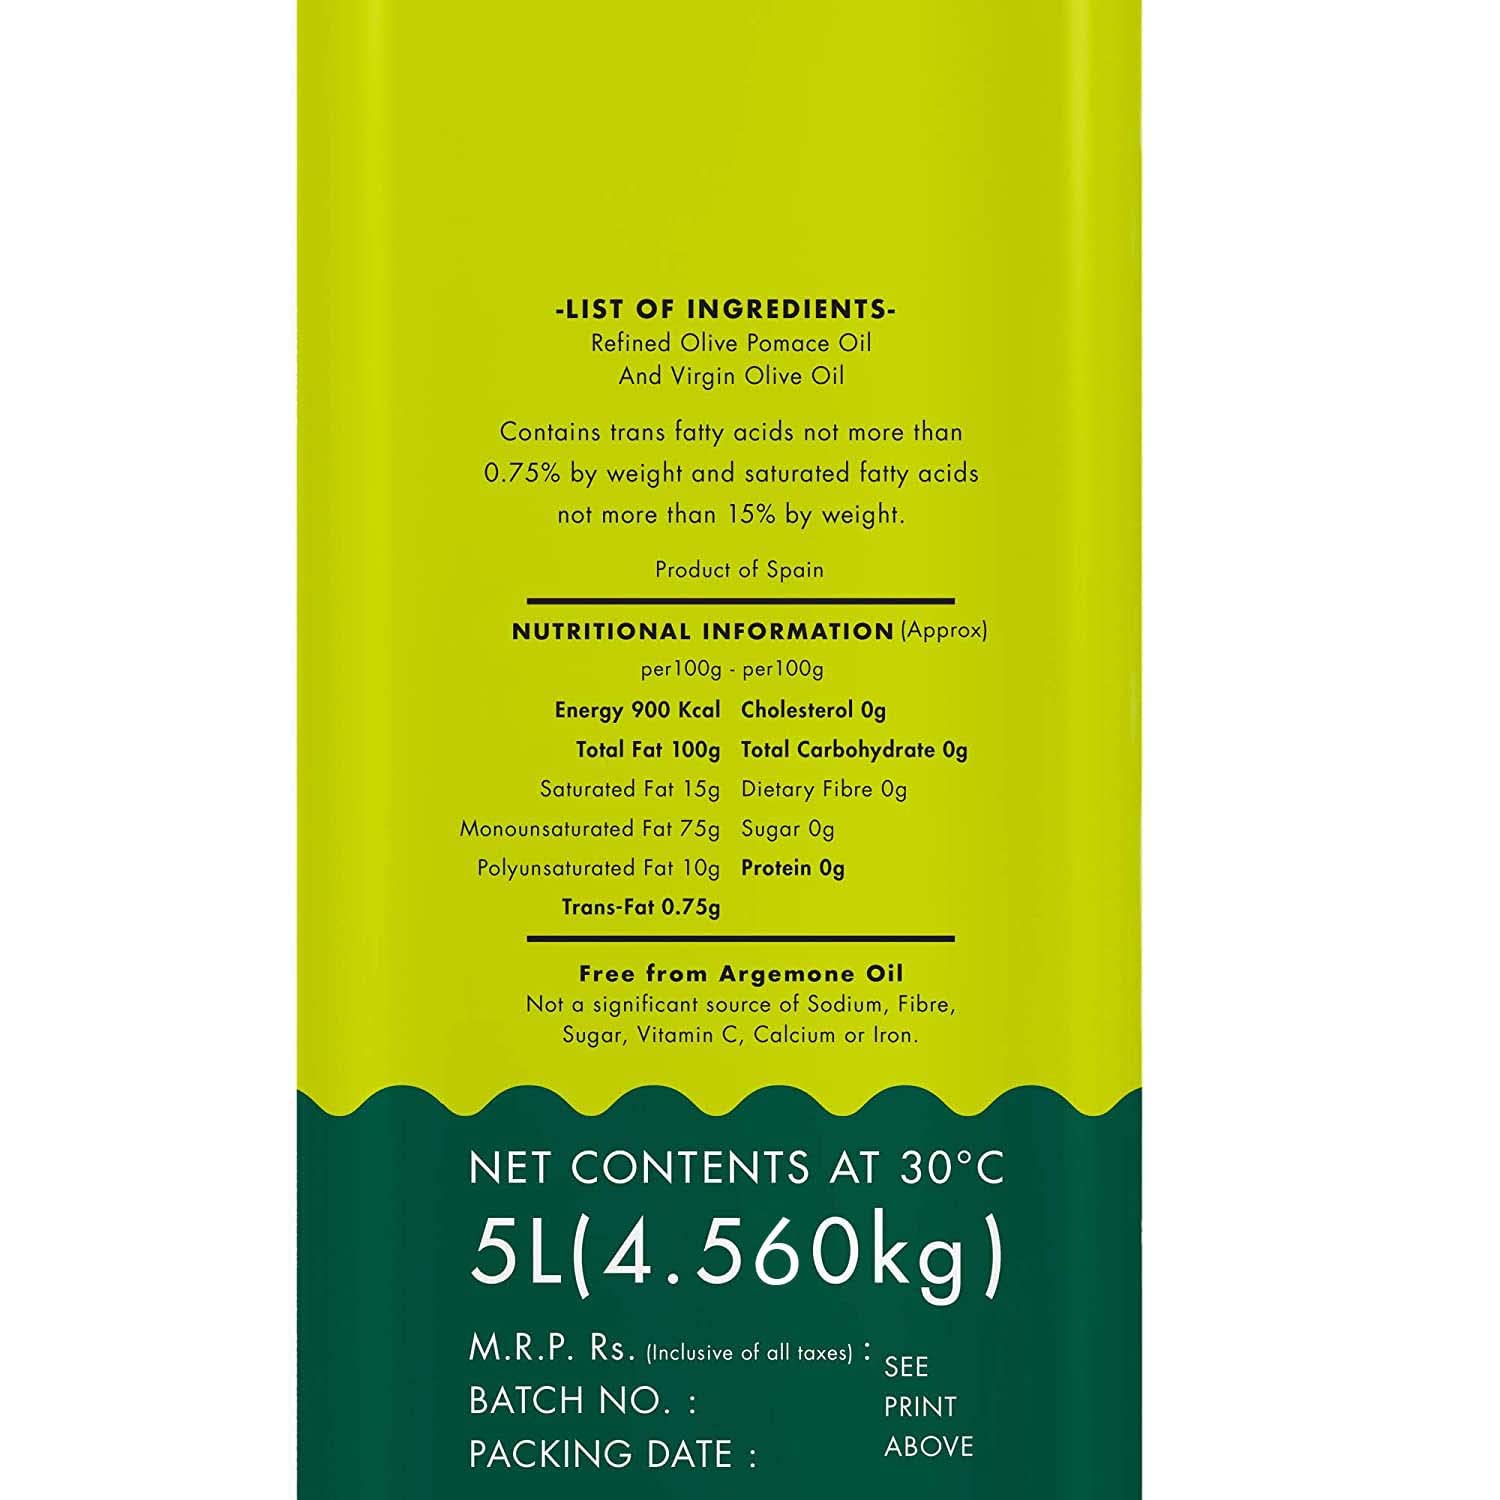 -LIST OF INGREDIENTS-
Refined Olive Pomace Oil
And Virgin Olive Oil
Contains trans fatty acids not more than
0.75% by weight and saturated fatty acids
not more than 15% by weight.
Product of Spain
NUTRITIONAL INFORMATION (Approx)
per100g - per100g
Energy 900 Kcal Cholesterol 0g
Total Fat 100g Total Carbohydrate 0g
Saturated Fat 15g Dietary Fibre 0g
Monounsaturated Fat 75g Sugar 0g
Polyunsaturated Fat 10g Protein 0g
Trans-Fat 0.75g
Free from Argemone Oil
Not a significant source of Sodium, Fibre,
Sugar, Vitamin C, Calcium or Iron.
NET CONTENTS AT 30°C
5L(4.560kg)
M.R.P. Rs. (Inclusive of all taxes) : SEE
BATCH NO. : PRINT
PACKING DATE : ABOVE